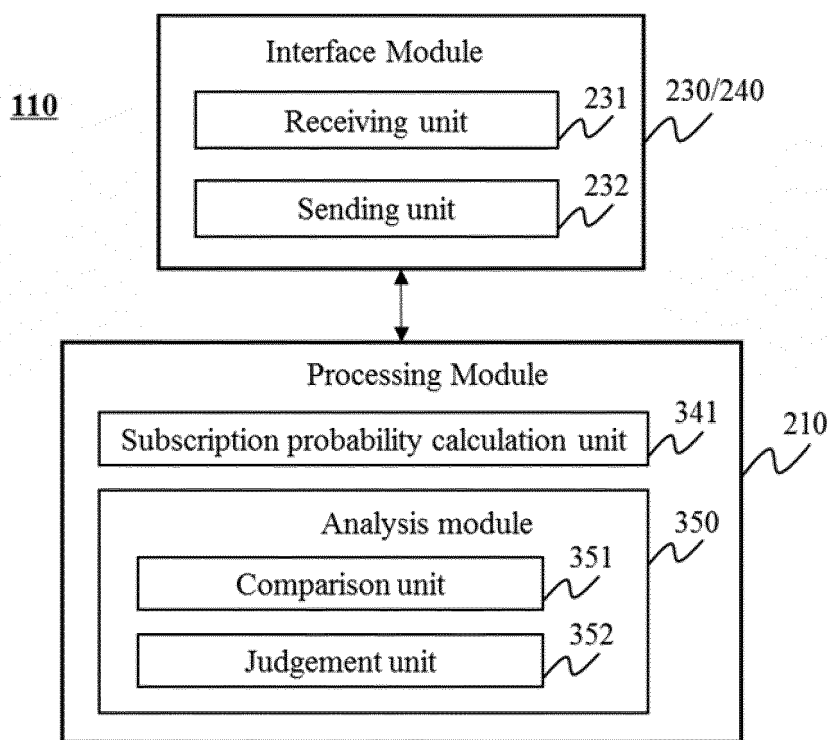 Interface Module
110
230/240
Receiving unit
231
Sending unit
232
Processing Module
Subscription probability calculation unit
341
210
Analysis module
350
Comparison unit
351
Judgement unit
352